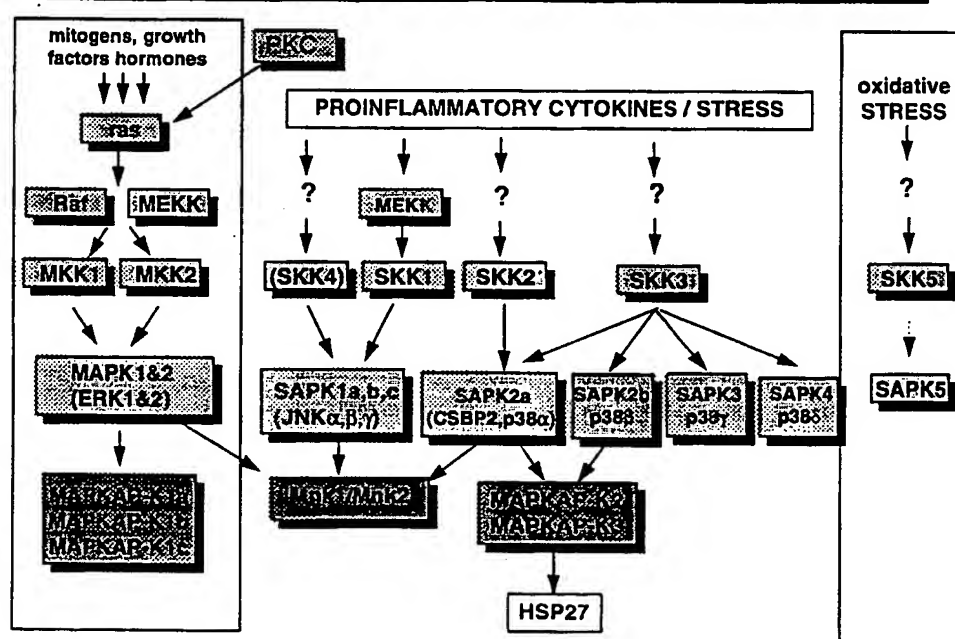 mitogens, growth
factors hormones
PKC
ras
Raf
MEKK
MKK1
MKK2
MAPK1&2
(ERK1&2)
MAPKAP-K1a
MAPKAP-K1b
MAPKAP-K1c
PROINFLAMMATORY CYTOKINES / STRESS
?
MEKK
?
?
(SKK4)
SKK1
SKK2
SKK3
SAPK1a,b,c
(JNKα,β,γ)
SAPK2a
(CSBP2,p38α)
SAPK2b
p38β
SAPK3
p38γ
SAPK4
p38δ
Mnk1/Mnk2
MAPKAP-K2
MAPKAP-K3
HSP27
oxidative
STRESS
?
SKK5
SAPK5